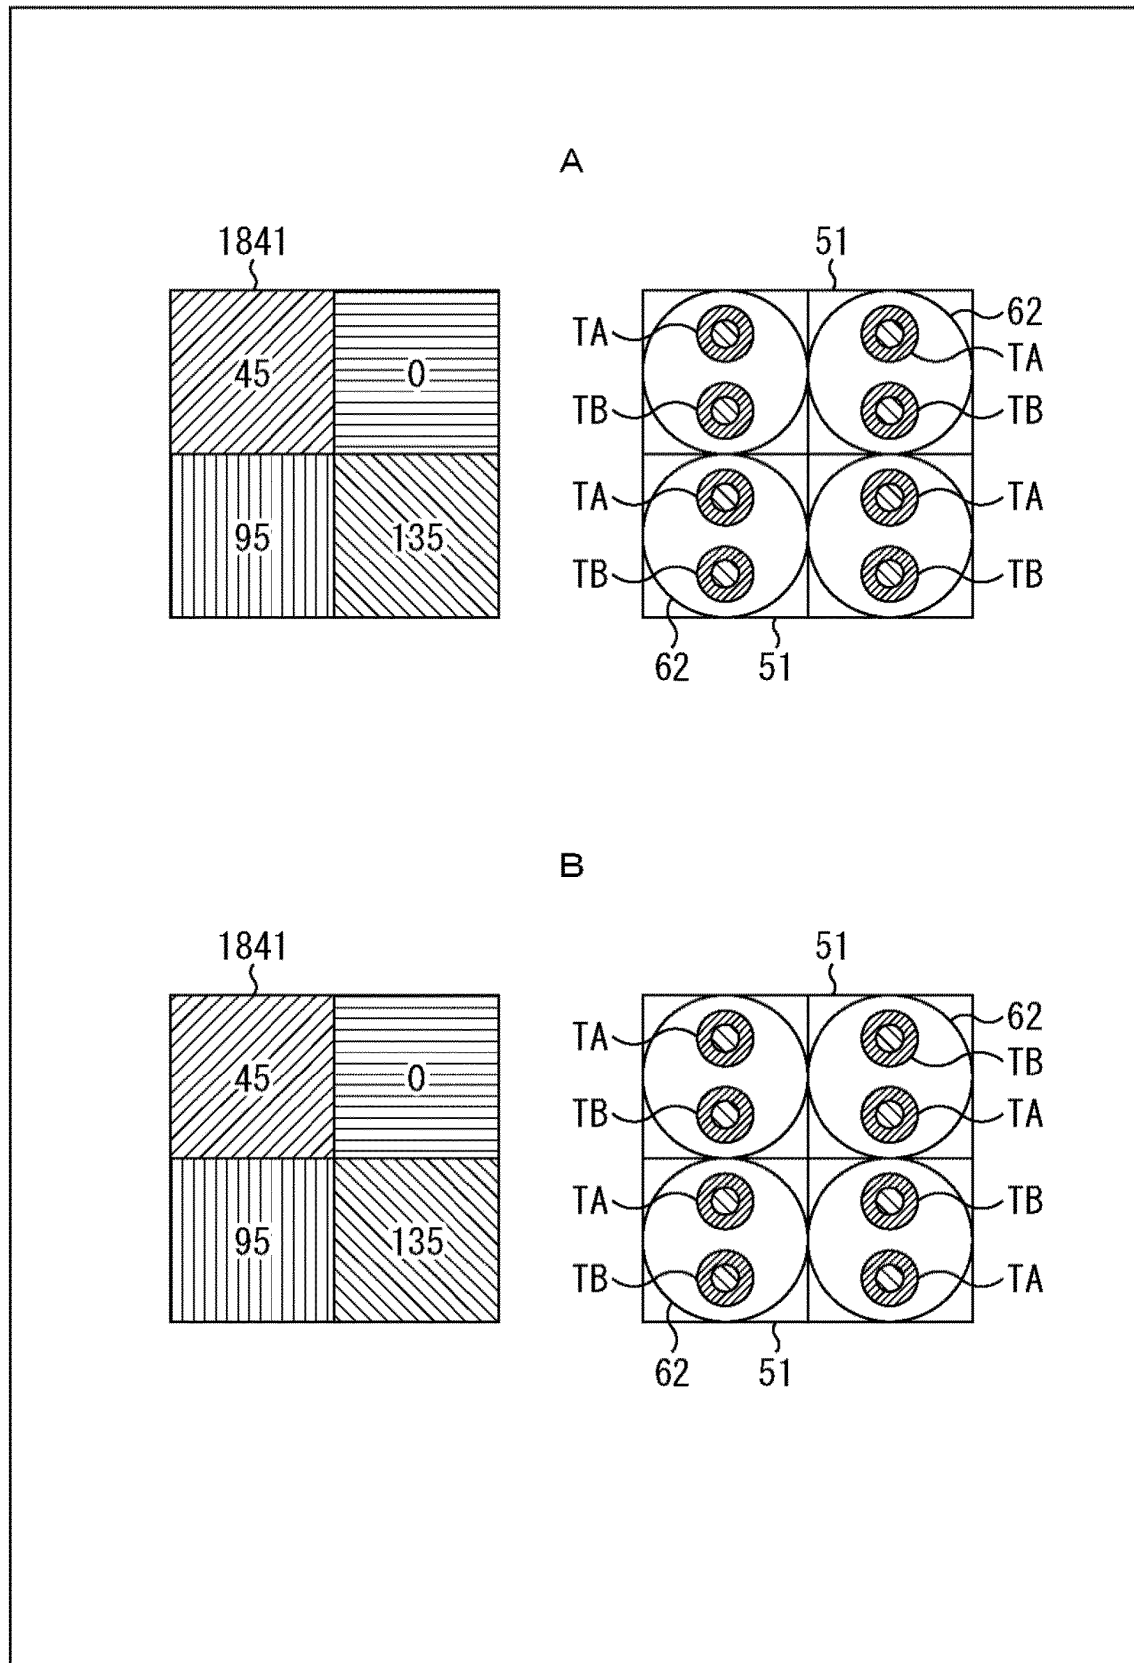 A
1841 51
TA 62
45 0 TA
TB TB
TA TA
95 135
TB TB
62 51
B
1841 51
TA 62
TB
45 0
TB TA
TA TB
95 135
TB TA
62 51